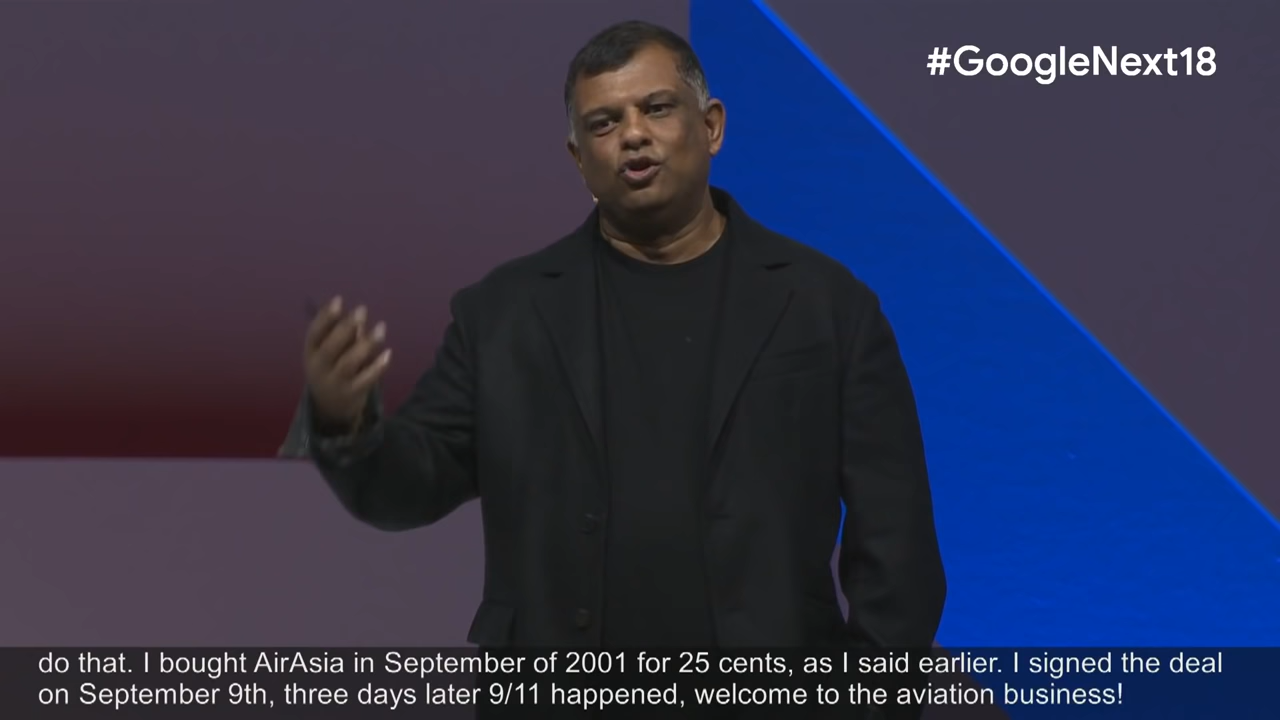 #GoogleNext18
do that. I bought AirAsia in September of 2001 for 25 cents, as I said earlier. I signed the deal
on September 9th, three days later 9/11 happened, welcome to the aviation business!